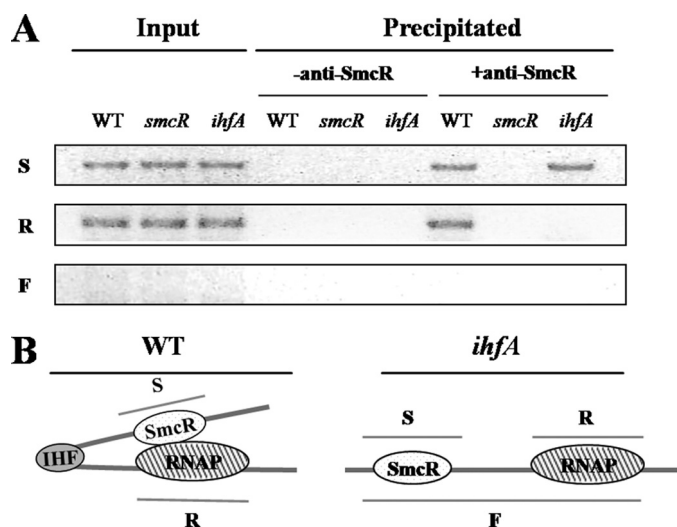 A
Input Precipitated
-anti-SmcR +anti-SmcR
WT smcR ihfA WT smcR ihfA WT smcR ihfA
S
R
F
B
WT ihfA
S
SmcR
IHF
RNAP
R
S R
SmcR RNAP
F